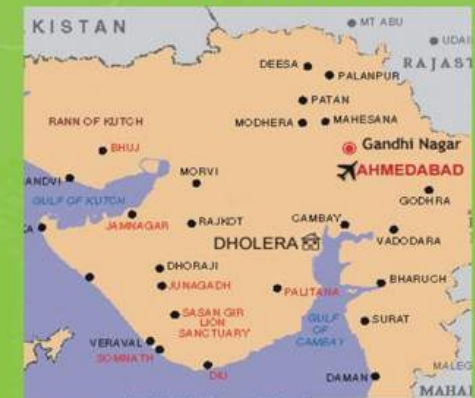 KISTAN
MT ABU
UDAI
RAJAST
DEESA
PALANPUR
PATAN
RANN OF KUTCH
MODHERA
MAHESANA
BHUJ
Gandhi Nagar
AHMEDABAD
ANDVI
MORVI
GODHRA
GULF OF KUTCH
JAMNAGAR
RAJKOT
CAMBAY
KA
DHOLERA
VADODARA
DHORAJI
JUNAGADH
PALITANA
BHARUCH
SASAN GIR
LION
SANCTUARY
GULF
OF
CAMBAY
SURAT
VERAVAL
SOMNATH
DIU
DAMAN
MALEG
MAHA